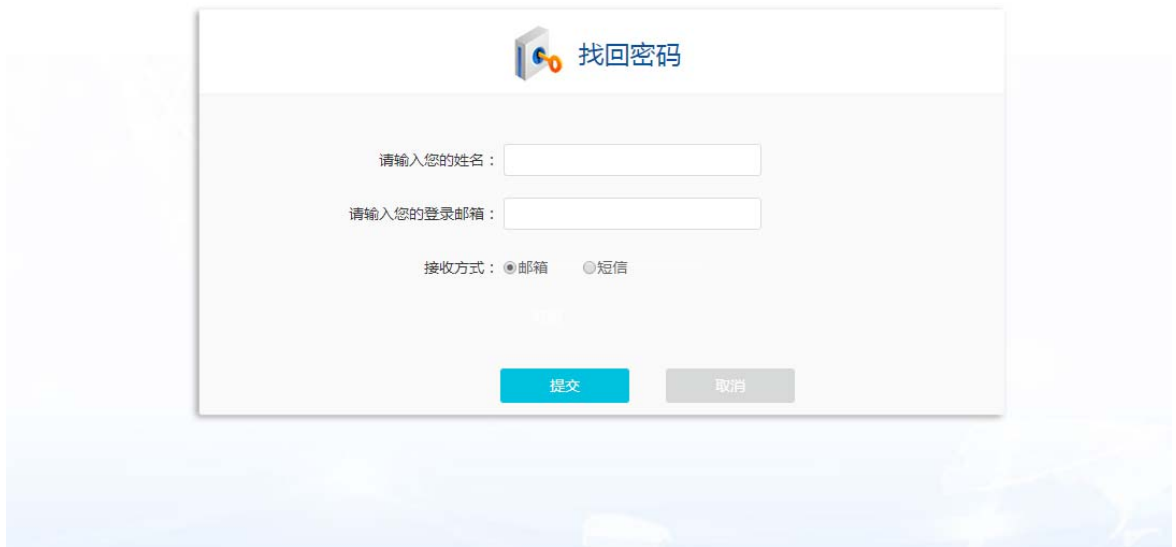 找回密码
请输入您的姓名：
请输入您的登录邮箱：
接收方式：邮箱 短信
提交 取消